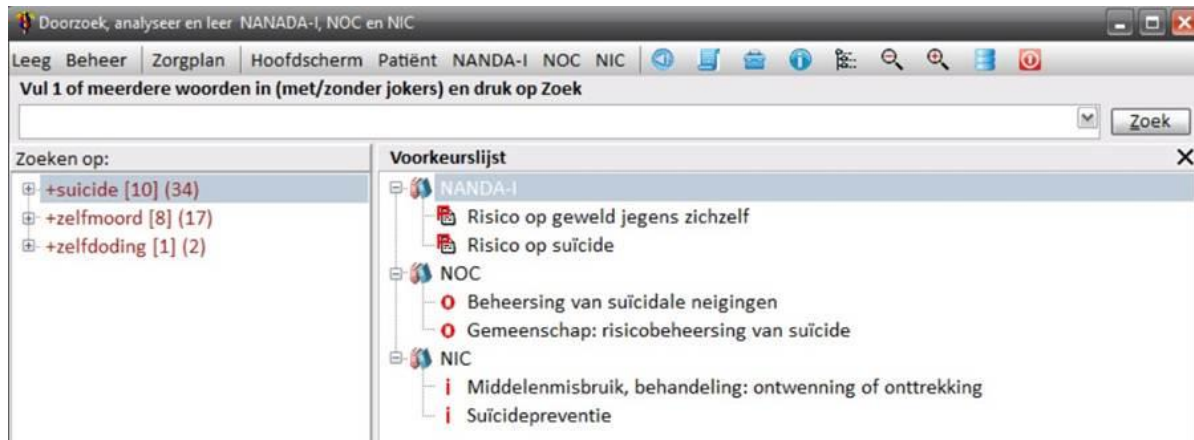 Doorzoek, analyseer en leer NANADA-I, NOC en NIC
Leeg Beheer Zorgplan Hoofdscherm Patiënt NANDA-I NOC NIC
Vul 1 of meerdere woorden in (met/zonder jokers) en druk op Zoek
Zoek
Zoeken op:
+suicide [10] (34)
+zelfmoord [8] (17)
+zelfdoding [1] (2)
Voorkeurslijst
NANDA-I
Risico op geweld jegens zichzelf
Risico op suïcide
NOC
Beheersing van suïcidale neigingen
Gemeenschap: risicobeheersing van suïcide
NIC
Middelenmisbruik, behandeling: ontwenning of onttrekking
Suïcidepreventie